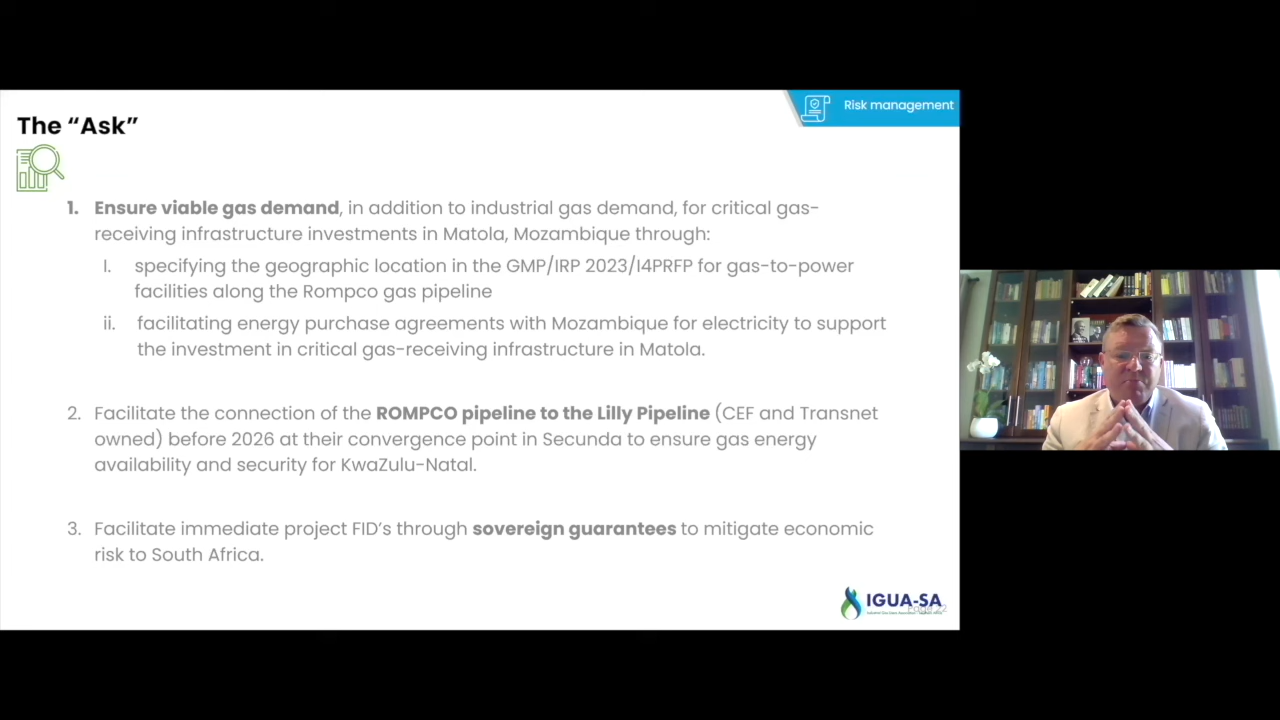 Risk management
The “Ask”
1. Ensure viable gas demand, in addition to industrial gas demand, for critical gas-
receiving infrastructure investments in Matola, Mozambique through:
I. specifying the geographic location in the GMP/IRP 2023/I4PRFP for gas-to-power
facilities along the Rompco gas pipeline
ii. facilitating energy purchase agreements with Mozambique for electricity to support
the investment in critical gas-receiving infrastructure in Matola.
2. Facilitate the connection of the ROMPCO pipeline to the Lilly Pipeline (CEF and Transnet
owned) before 2026 at their convergence point in Secunda to ensure gas energy
availability and security for KwaZulu-Natal.
3. Facilitate immediate project FID’s through sovereign guarantees to mitigate economic
risk to South Africa.
IGUA-SA